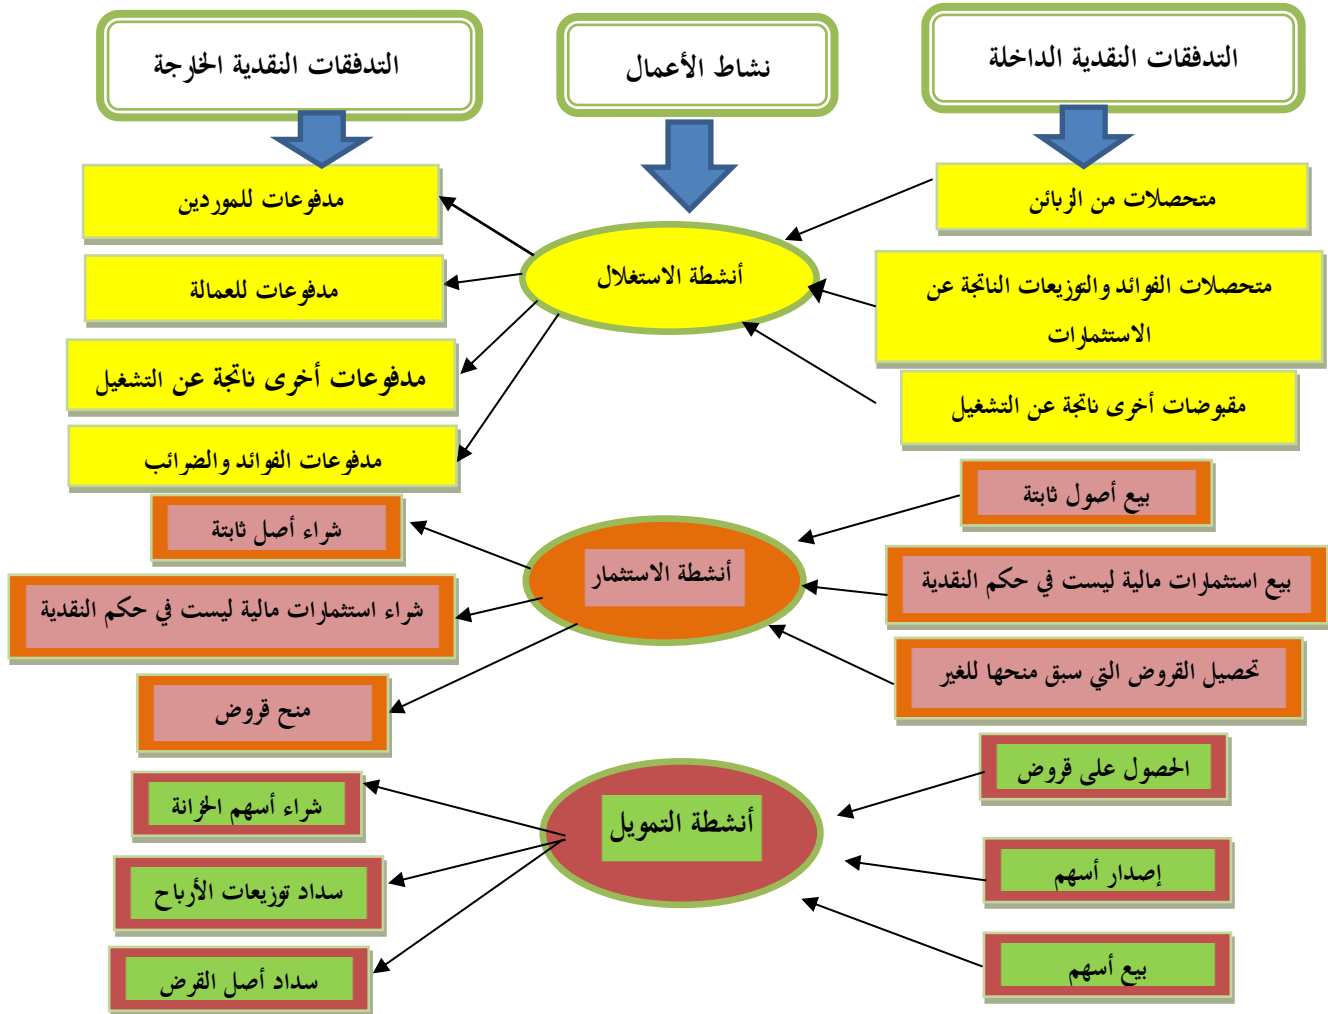 التدفقات النقدية الداخلة
نشاط الأعمال
التدفقات النقدية الخارجة
متحصلات من الزبائن
متحصلات الفوائد والتوزيعات الناتجة عن
الاستثمارات
مقبوضات أخرى ناتجة عن التشغيل
أنشطة الاستغلال
مدفوعات للموردين
مدفوعات للعمالة
مدفوعات أخرى ناتجة عن التشغيل
مدفوعات الفوائد والضرائب
بيع أصول ثابتة
بيع استثمارات مالية ليست في حكم النقدية
تحصيل القروض التي سبق منحها للغير
أنشطة الاستثمار
شراء أصل ثابتة
شراء استثمارات مالية ليست في حكم النقدية
منح قروض
الحصول على قروض
إصدار أسهم
بيع أسهم
أنشطة التمويل
شراء أسهم الخزانة
سداد توزيعات الأرباح
سداد أصل القرض